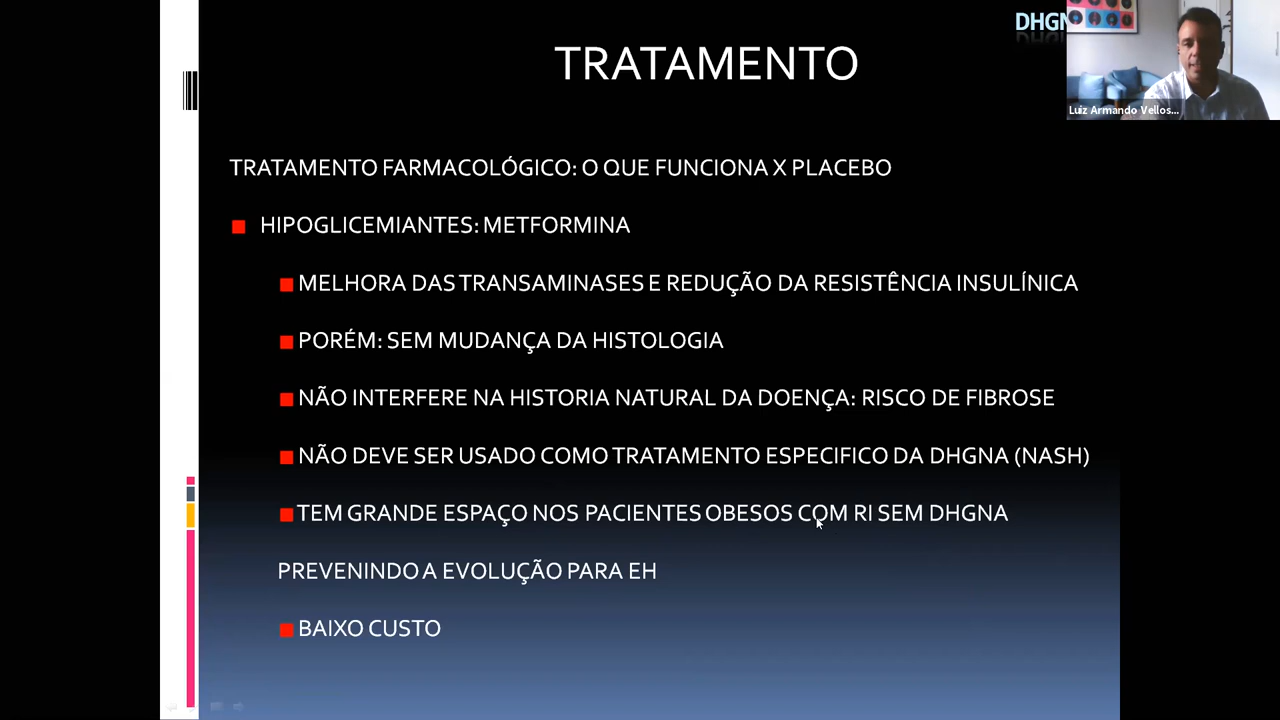 DHGN
TRATAMENTO
Luiz Armando Vellos...
TRATAMENTO FARMACOLÓGICO: O QUE FUNCIONA X PLACEBO
HIPOGLICEMIANTES: METFORMINA
MELHORA DAS TRANSAMINASES E REDUÇÃO DA RESISTÊNCIA INSULÍNICA
PORÉM: SEM MUDANÇA DA HISTOLOGIA
NÃO INTERFERE NA HISTORIA NATURAL DA DOENÇA: RISCO DE FIBROSE
NÃO DEVE SER USADO COMO TRATAMENTO ESPECIFICO DA DHGNA (NASH)
TEM GRANDE ESPAÇO NOS PACIENTES OBESOS COM RI SEM DHGNA
PREVENINDO A EVOLUÇÃO PARA EH
BAIXO CUSTO